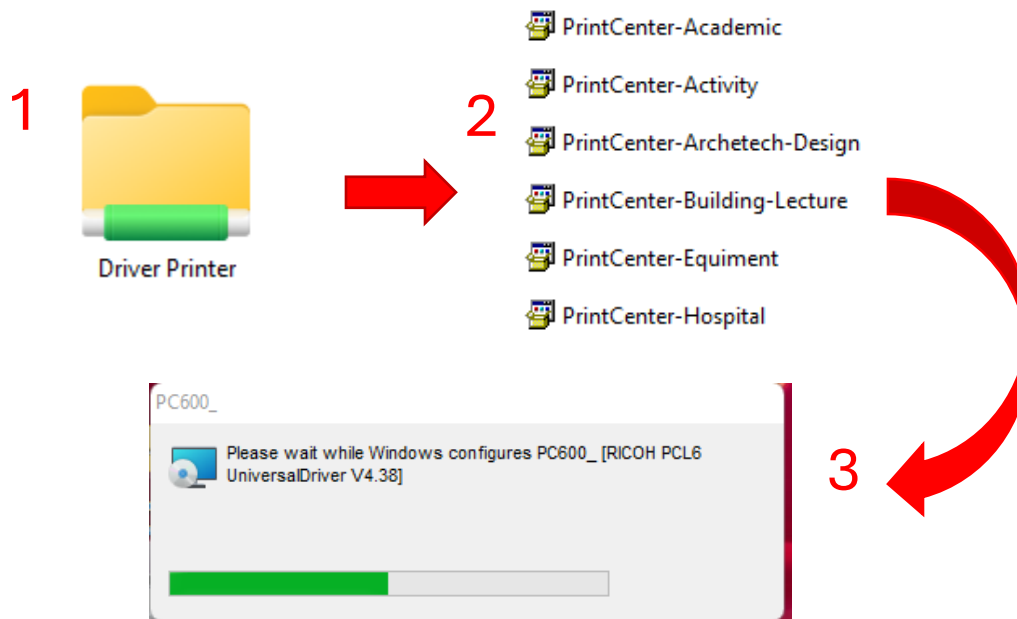 1
Driver Printer
2
PrintCenter-Academic
PrintCenter-Activity
PrintCenter-Archetech-Design
PrintCenter-Building-Lecture
PrintCenter-Equiment
PrintCenter-Hospital
3
PC600_
Please wait while Windows configures PC600_ [RICOH PCL6
UniversalDriver V4.38]